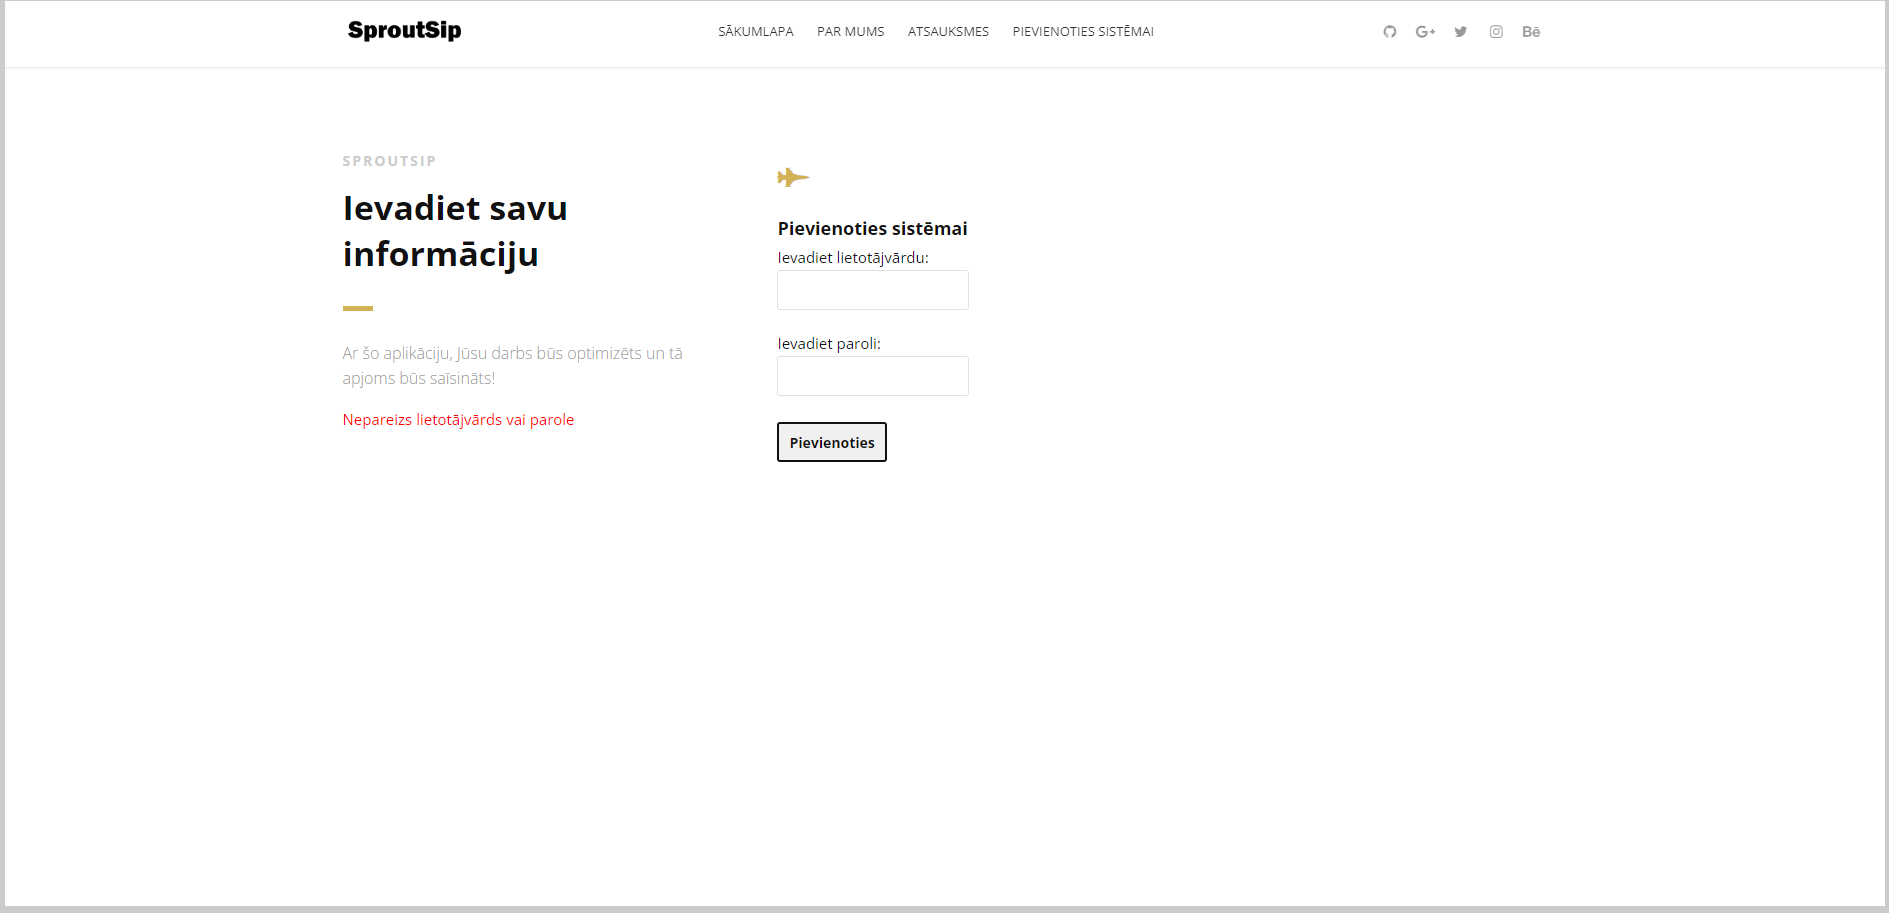 SproutSip
SĀKUMLAPA PAR MUMS ATSAUKSMES PIEVIENOTIES SISTĒMAI
G+ Bē
SPROUTSIP
Ievadiet savu
informāciju
Ar šo aplikāciju, Jūsu darbs būs optimizēts un tā
apjoms būs saīsināts!
Nepareizs lietotājvārds vai parole
Pievienoties sistēmai
Ievadiet lietotājvārdu:
Ievadiet paroli:
Pievienoties